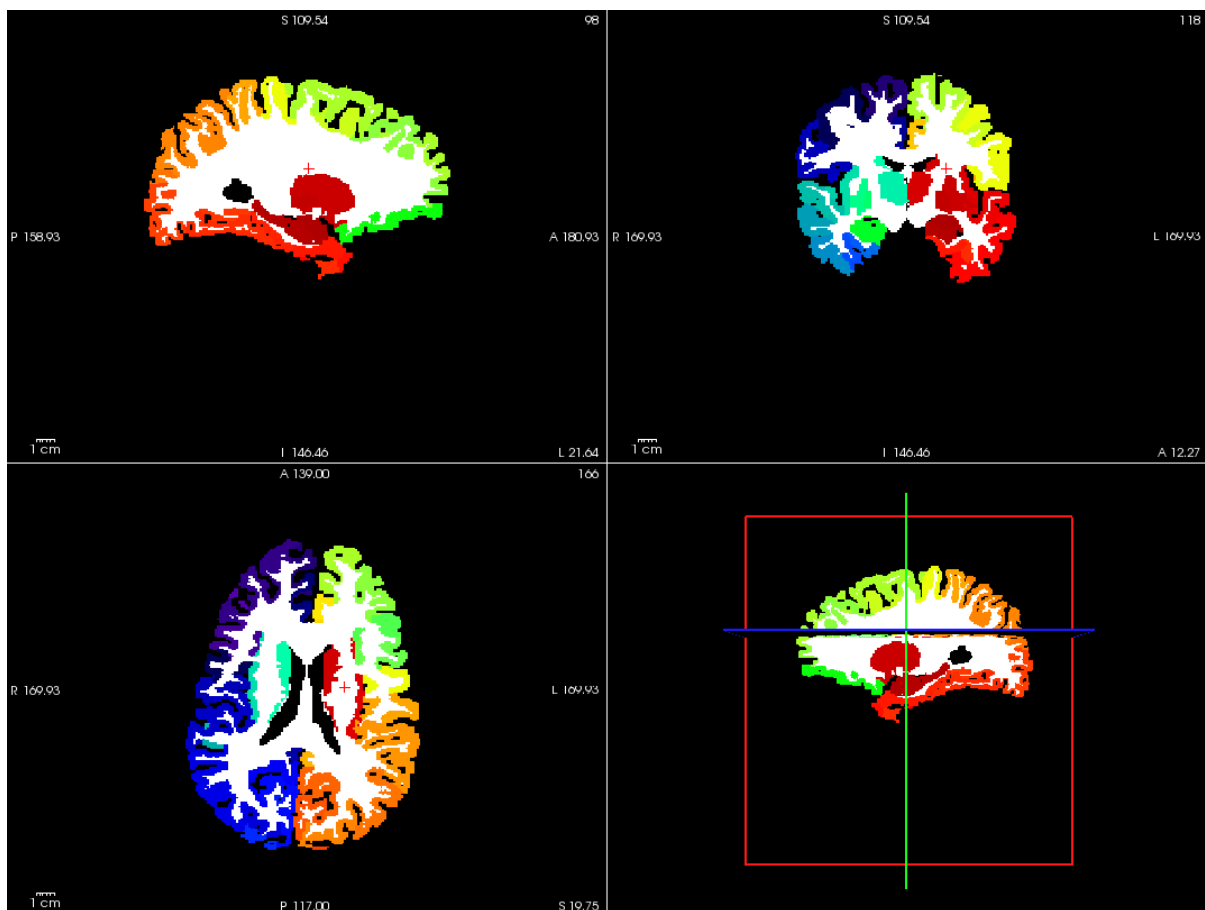 S 109.54
98
P 158.93
A 180.93
1 cm
I 146.46
L 21.64
S 109.54
118
R 169.93
L 169.93
1 cm
I 146.46
A 12.27
A 139.00
166
R 169.93
L 169.93
1 cm
P 117.00
S 19.75